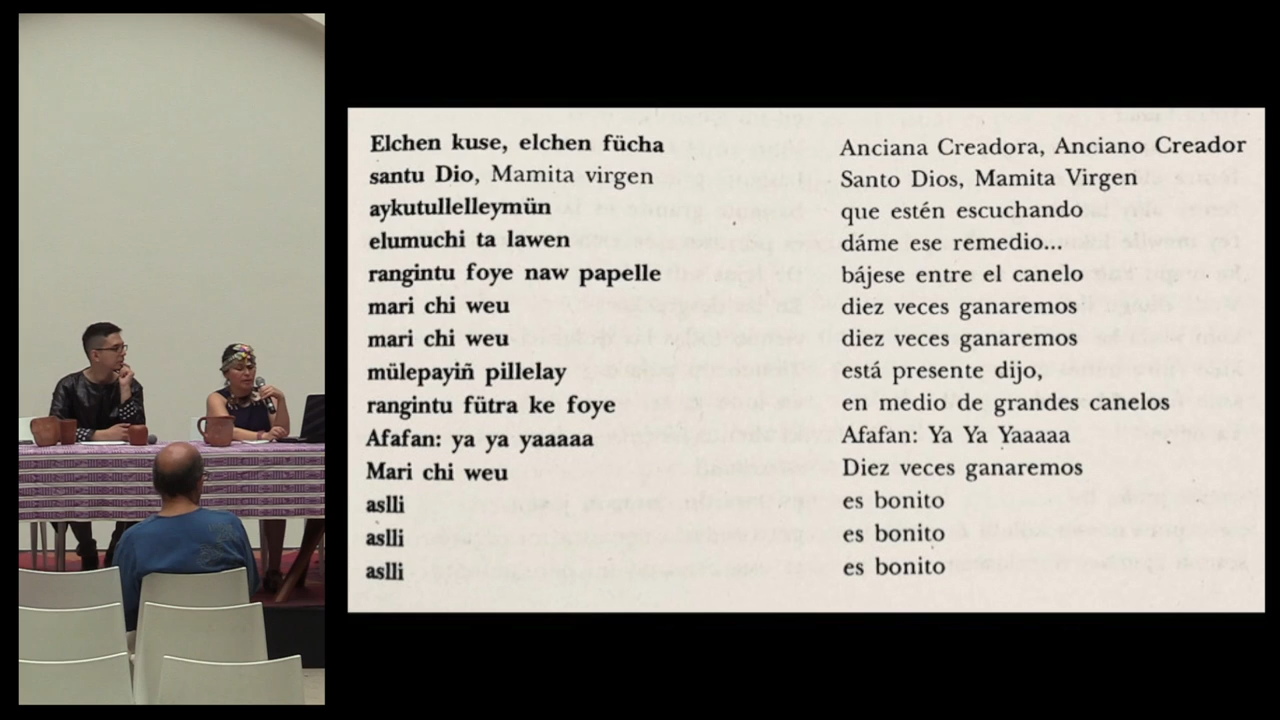 Elchen kuse, elchen fücha
santu Dio, Mamita virgen
aykutullelleymün
elumuchi ta lawen
rangintu foye naw papelle
mari chi weu
mari chi weu
mülepayiñ pillelay
rangintu fütra ke foye
Afafan: ya ya yaaaaa
Mari chi weu
aslli
aslli
aslli
Anciana Creadora, Anciano Creador
Santo Dios, Mamita Virgen
que estén escuchando
dáme ese remedio...
bájese entre el canelo
diez veces ganaremos
diez veces ganaremos
está presente dijo,
en medio de grandes canelos
Afafan: Ya Ya Yaaaaa
Diez veces ganaremos
es bonito
es bonito
es bonito